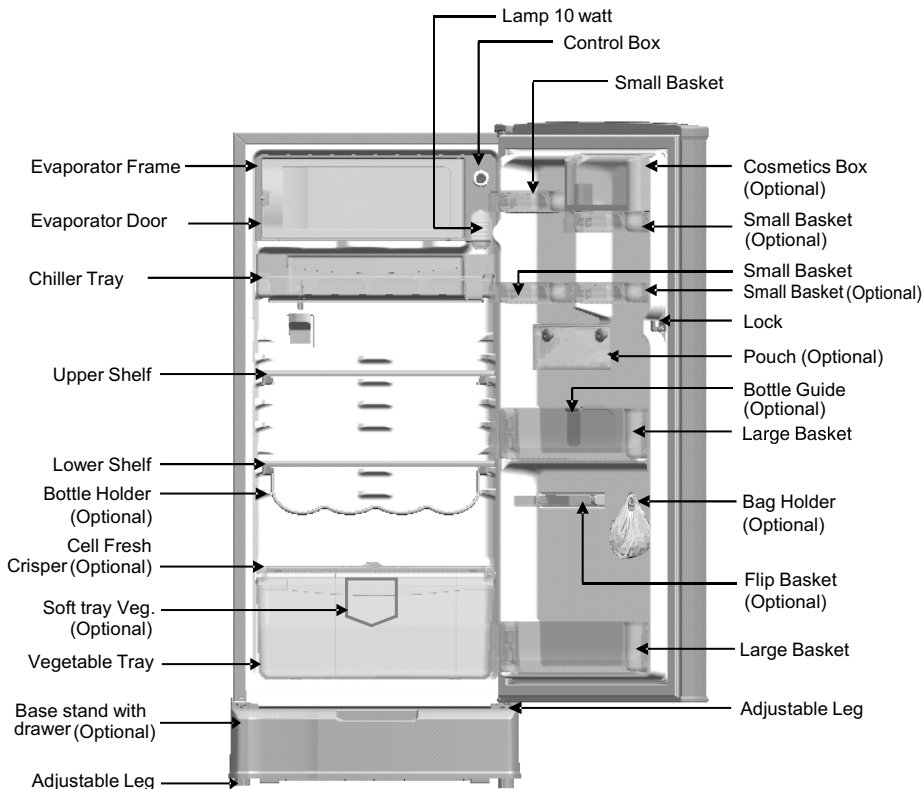 Lamp 10 watt
Control Box
Small Basket
Evaporator Frame
Evaporator Door
Chiller Tray
Upper Shelf
Lower Shelf
Bottle Holder
(Optional)
Cell Fresh
Crisper (Optional)
Soft tray Veg.
(Optional)
Vegetable Tray
Base stand with
drawer (Optional)
Adjustable Leg
Cosmetics Box
(Optional)
Small Basket
(Optional)
Small Basket
Small Basket (Optional)
Lock
Pouch (Optional)
Bottle Guide
(Optional)
Large Basket
Bag Holder
(Optional)
Flip Basket
(Optional)
Large Basket
Adjustable Leg